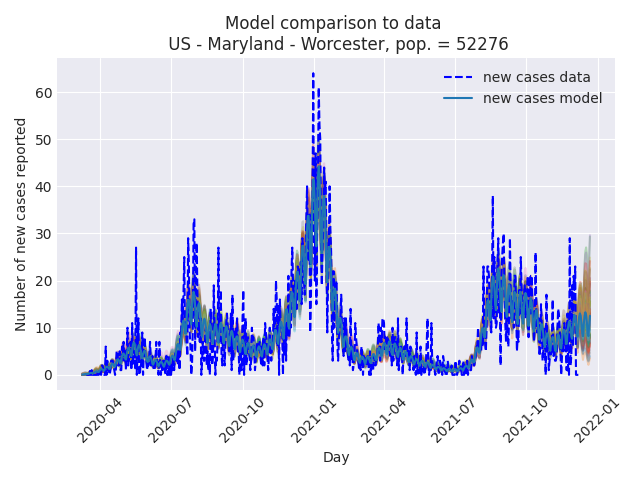 Model comparison to data
US - Maryland - Worcester, pop. = 52276
new cases data
new cases model
Number of new cases reported
60
50
40
30
20
10
0
2020-04
2020-07
2020-10
2021-01
2021-04
2021-07
2021-10
2022-01
Day